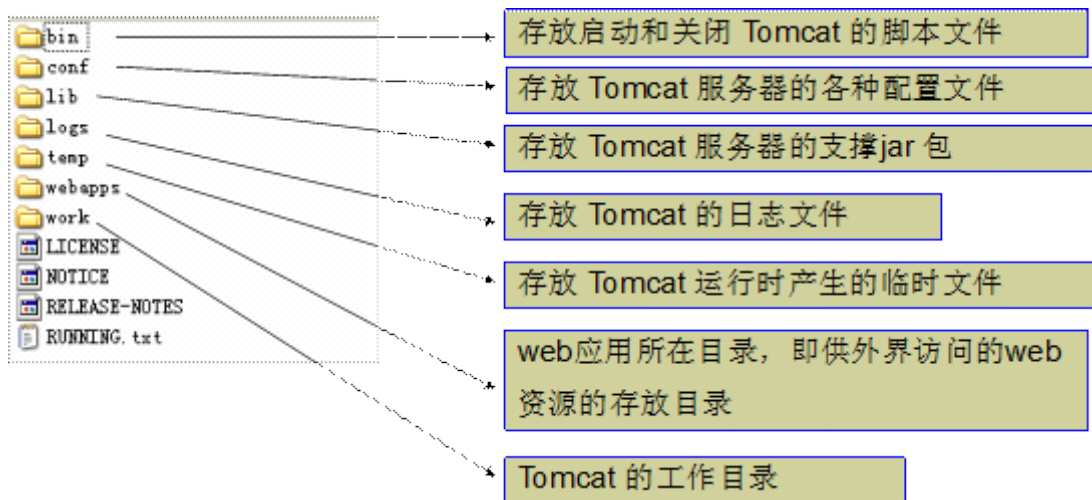 bin
conf
lib
logs
temp
webapps
work
LICENSE
NOTICE
RELEASE-NOTES
RUNNING.txt
存放启动和关闭 Tomcat 的脚本文件
存放 Tomcat 服务器的各种配置文件
存放 Tomcat 服务器的支撑jar 包
存放 Tomcat 的日志文件
存放 Tomcat 运行时产生的临时文件
web应用所在目录，即供外界访问的web
资源的存放目录
Tomcat 的工作目录